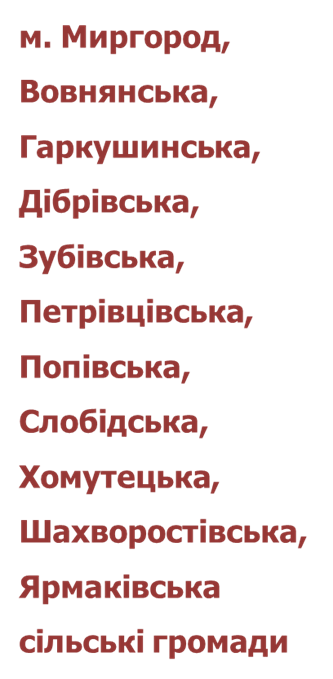 м. Миргород,
Вовнянська,
Гаркушинська,
Дібрівська,
Зубівська,
Петрівцівська,
Попівська,
Слобідська,
Хомутецька,
Шахворостівська,
Ярмаківська
сільські громади